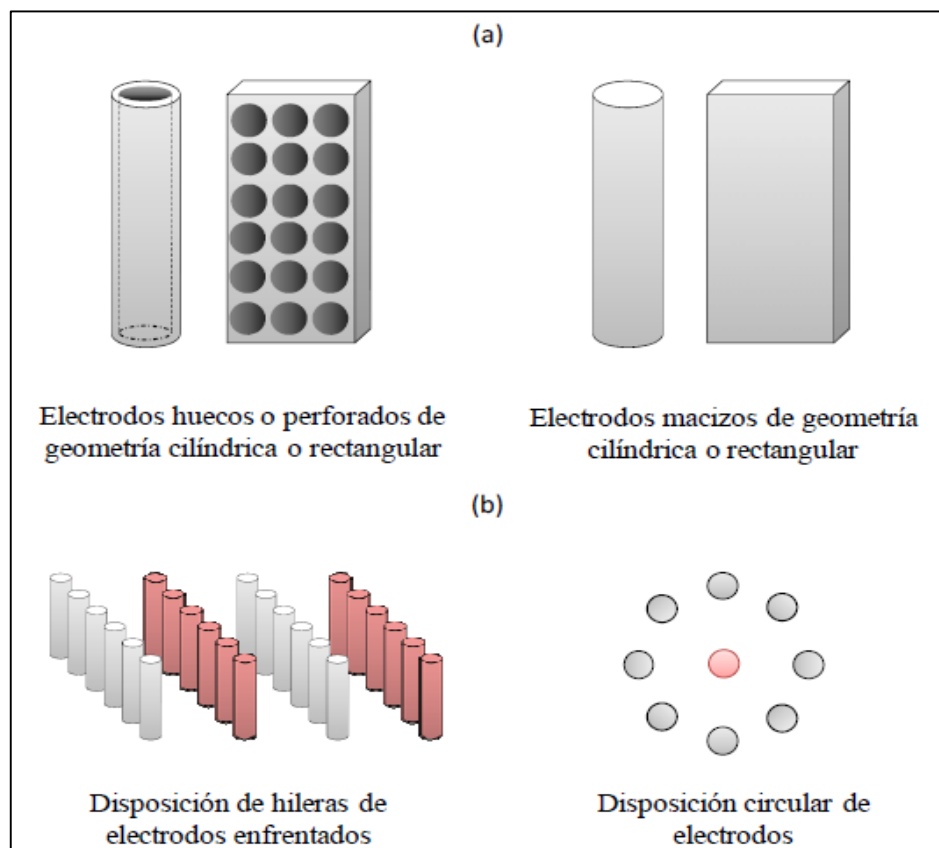 (a)
Electrodos huecos o perforados de
geometría cilíndrica o rectangular
Electrodos macizos de geometría
cilíndrica o rectangular
(b)
Disposición de hileras de
electrodos enfrentados
Disposición circular de
electrodos